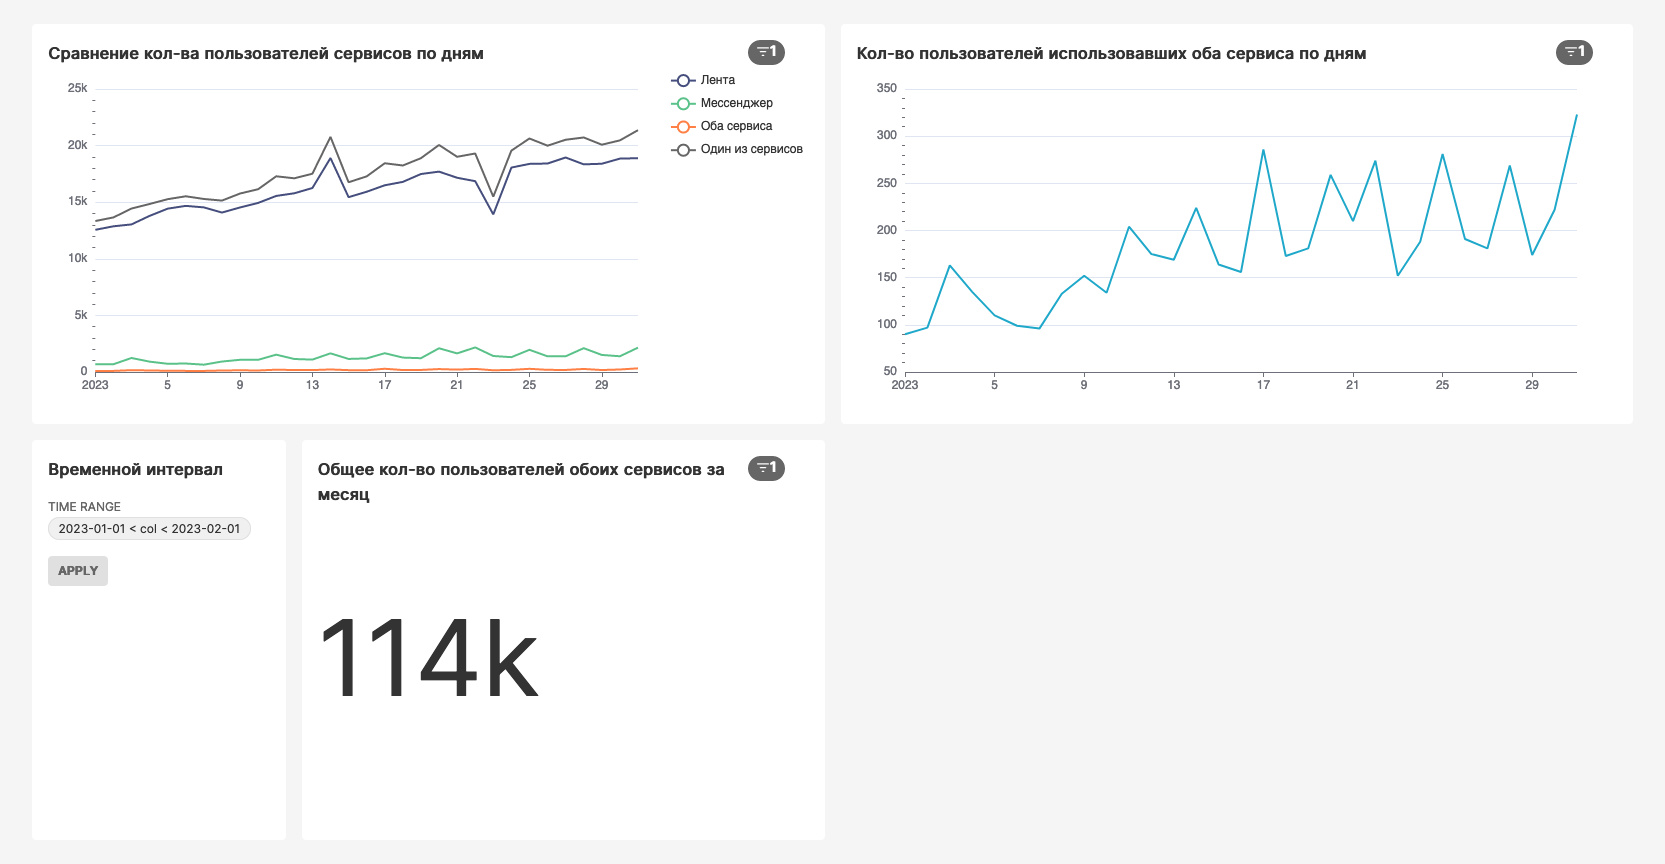 Сравнение кол-ва пользователей сервисов по дням
1
Лента
Мессенджер
Оба сервиса
Один из сервисов
25k
20k
15k
10k
5k
0
2023 5 9 13 17 21 25 29
Кол-во пользователей использовавших оба сервиса по дням
1
350
300
250
200
150
100
50
2023 5 9 13 17 21 25 29
Временной интервал
TIME RANGE
2023-01-01 < col < 2023-02-01
APPLY
Общее кол-во пользователей обоих сервисов за
месяц
1
114k